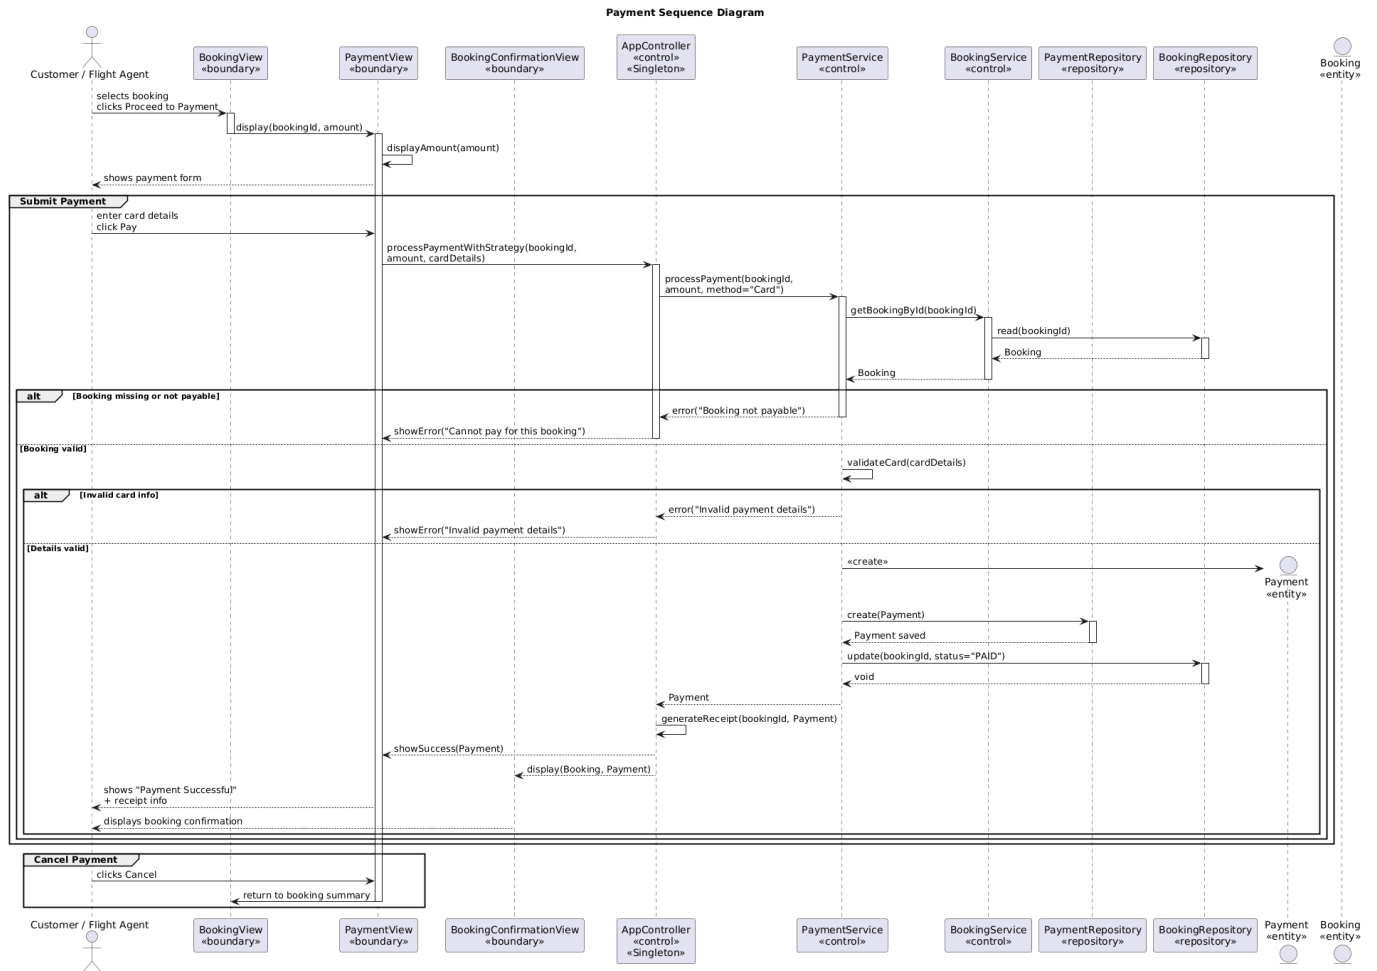 Payment Sequence Diagram
Customer / Flight Agent
BookingView
«boundary»
PaymentView
«boundary»
BookingConfirmationView
«boundary»
AppController
«control»
«Singleton»
PaymentService
«control»
BookingService
«control»
PaymentRepository
«repository»
BookingRepository
«repository»
Booking
«entity»
selects booking
clicks Proceed to Payment
display(bookingId, amount)
displayAmount(amount)
shows payment form
Submit Payment
enter card details
click Pay
processPaymentWithStrategy(bookingId,
amount, cardDetails)
processPayment(bookingId,
amount, method="Card")
getBookingById(bookingId)
read(bookingId)
Booking
Booking
alt [Booking missing or not payable]
error("Booking not payable")
showError("Cannot pay for this booking")
[Booking valid]
validateCard(cardDetails)
alt [Invalid card info]
error("Invalid payment details")
showError("Invalid payment details")
[Details valid]
«create»
Payment
«entity»
create(Payment)
Payment saved
update(bookingId, status="PAID")
void
Payment
generateReceipt(bookingId, Payment)
showSuccess(Payment)
display(Booking, Payment)
shows "Payment Successful"
+ receipt info
displays booking confirmation
Cancel Payment
clicks Cancel
return to booking summary
Customer / Flight Agent
BookingView
«boundary»
PaymentView
«boundary»
BookingConfirmationView
«boundary»
AppController
«control»
«Singleton»
PaymentService
«control»
BookingService
«control»
PaymentRepository
«repository»
BookingRepository
«repository»
Payment
«entity»
Booking
«entity»